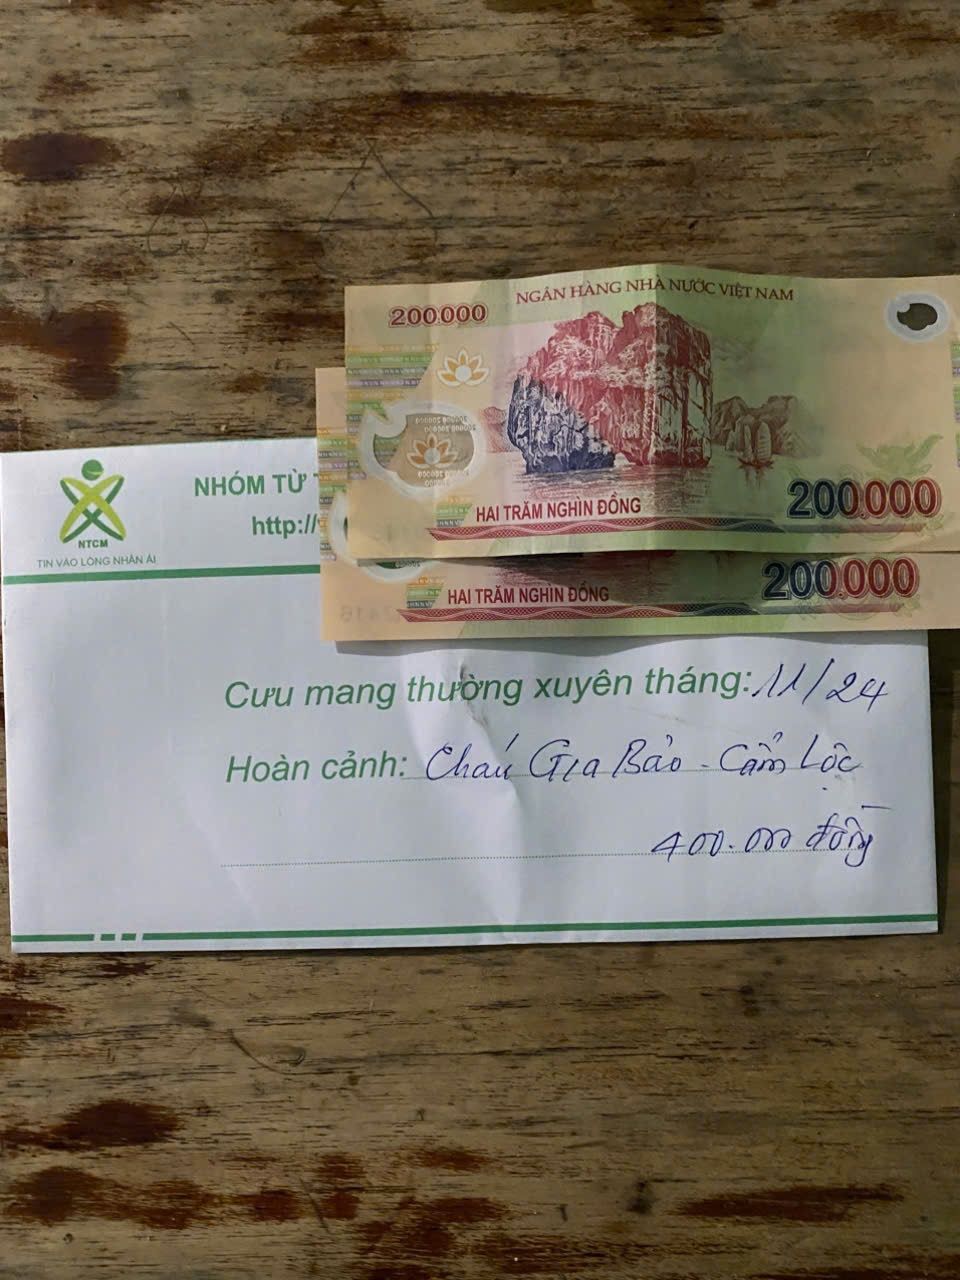 NGÂN HÀNG NHÀ NƯỚC VIỆT NAM
200.000
HAI TRĂM NGHÌN ĐỒNG
200.000
HAI TRĂM NGHÌN ĐỒNG
200.000
NTCM
TIN VÀO LÒNG NHÂN ÁI
NHÓM TỪ
http://
Cưu mang thường xuyên tháng: 11/24
Hoàn cảnh: Cháu Gia Bảo - Cẩm Lộc
400.000 đồng